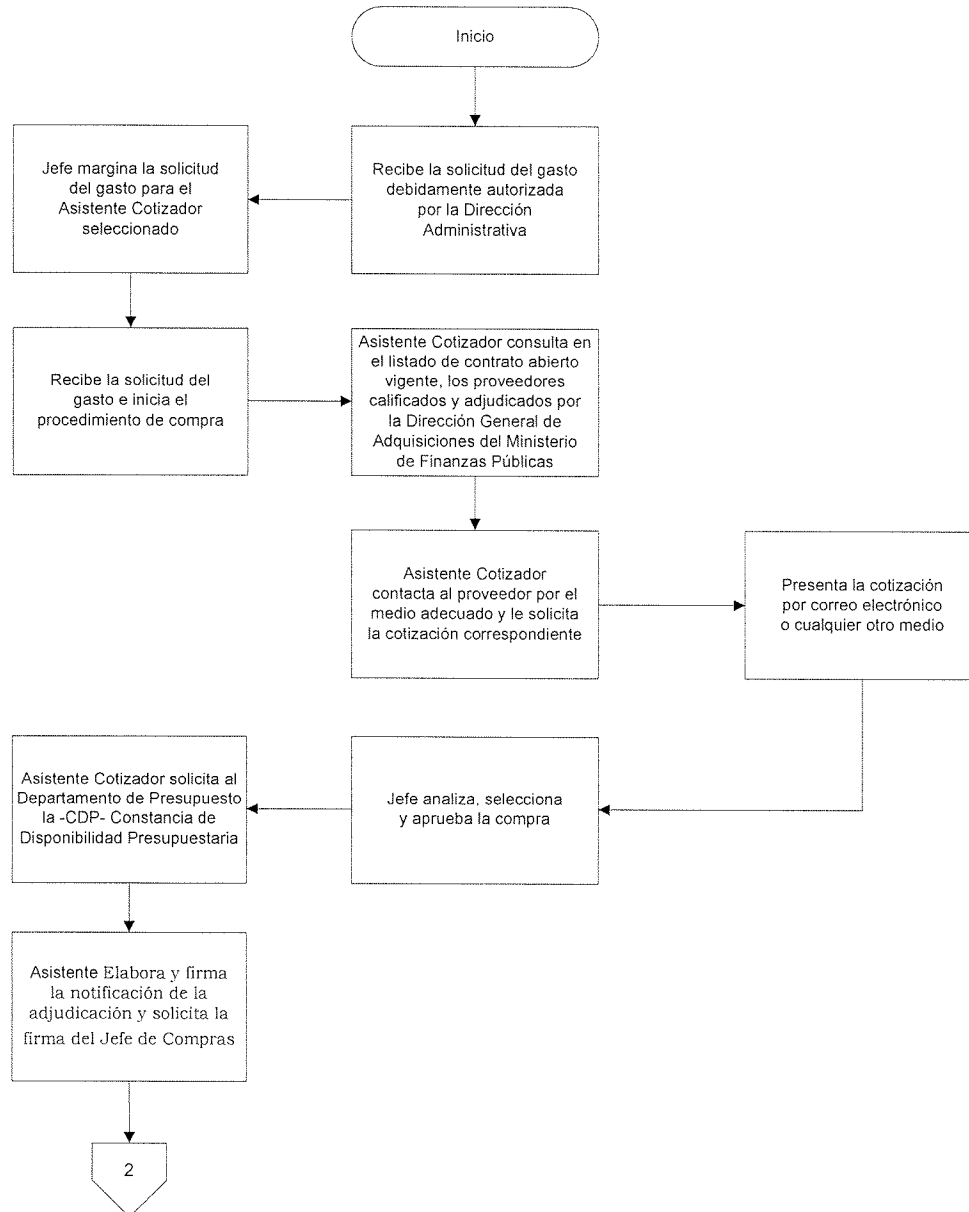 Inicio
Recibe la solicitud del gasto
debidamente autorizada
por la Dirección
Administrativa
Jefe margina la solicitud
del gasto para el
Asistente Cotizador
seleccionado
Recibe la solicitud del
gasto e inicia el
procedimiento de compra
Asistente Cotizador consulta en
el listado de contrato abierto
vigente, los proveedores
calificados y adjudicados por
la Dirección General de
Adquisiciones del Ministerio
de Finanzas Públicas
Asistente Cotizador
contacta al proveedor por el
medio adecuado y le solicita
la cotización correspondiente
Presenta la cotización
por correo electrónico
o cualquier otro medio
Jefe analiza, selecciona
y aprueba la compra
Asistente Cotizador solicita al
Departamento de Presupuesto
la -CDP- Constancia de
Disponibilidad Presupuestaria
Asistente Elabora y firma
la notificación de la
adjudicación y solicita la
firma del Jefe de Compras
2